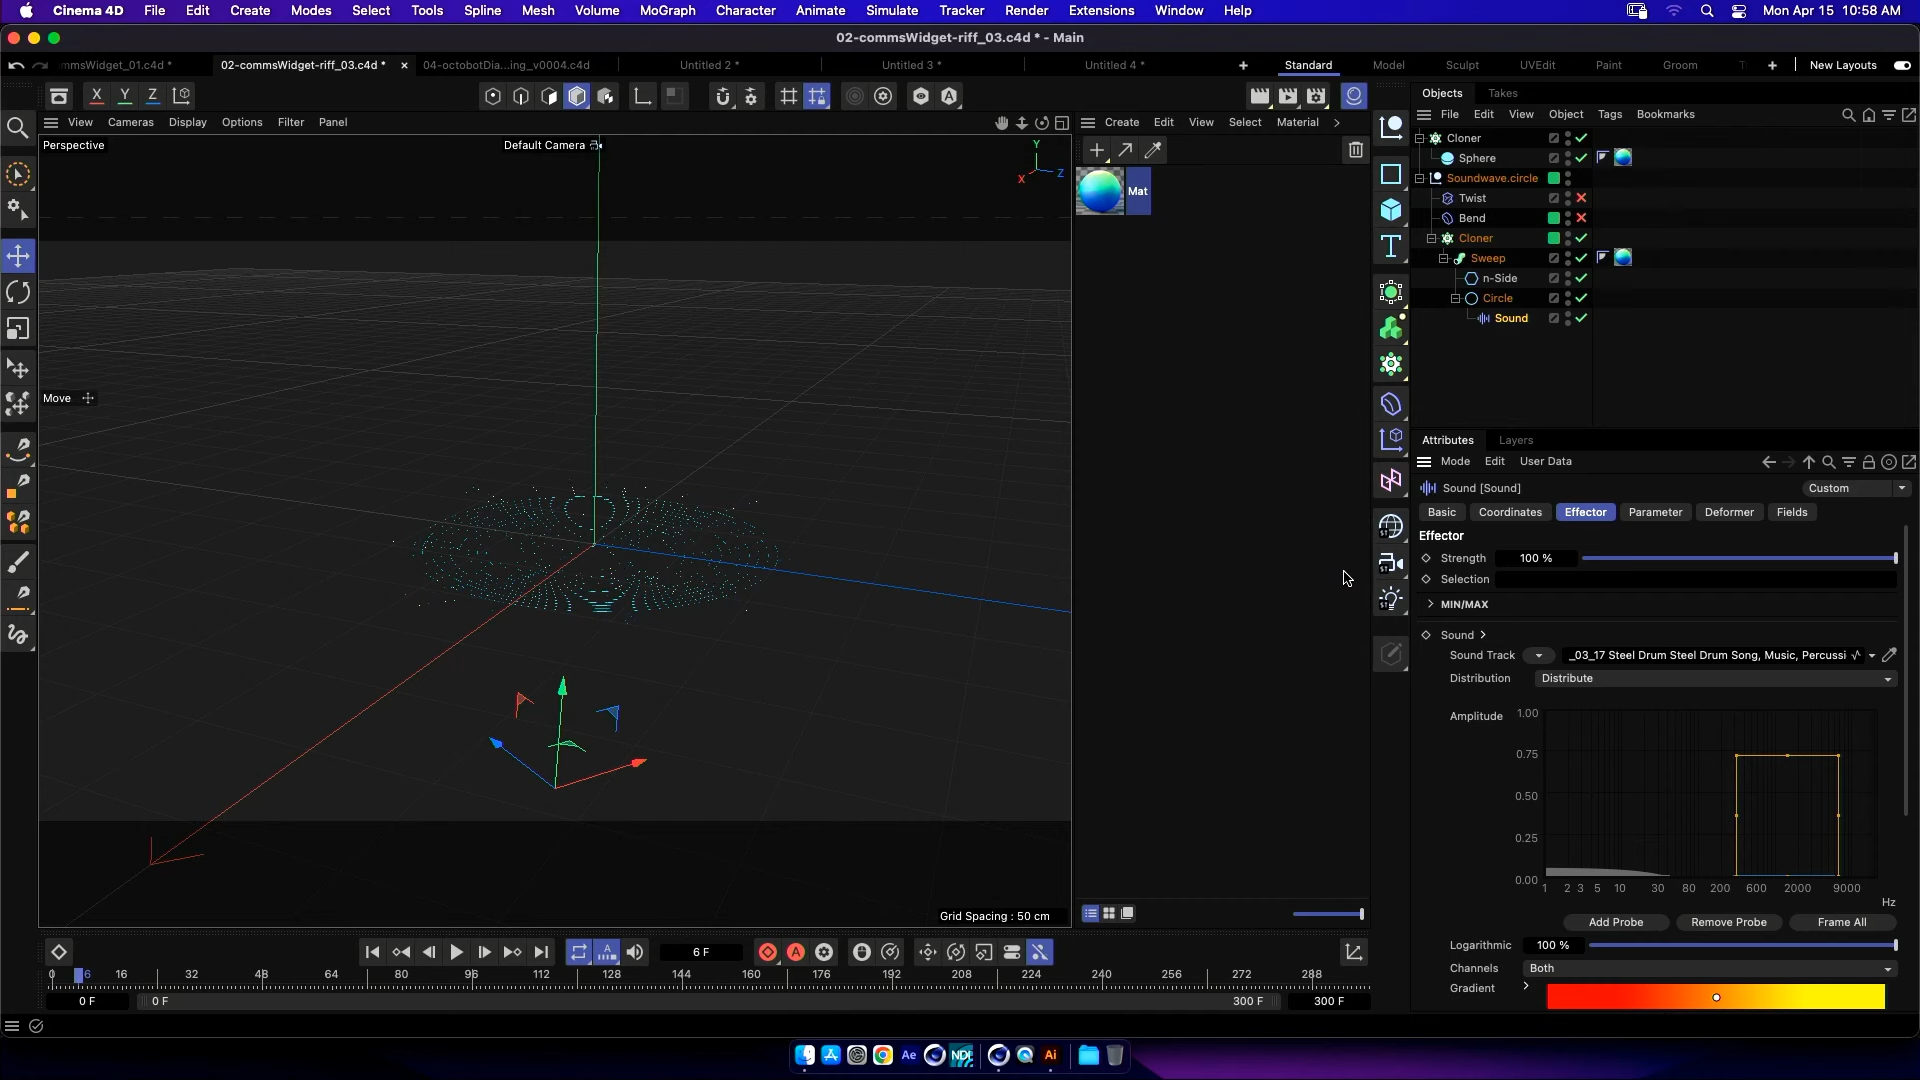 Cinema 4D File Edit Create Modes Select Tools Spline Mesh Volume MoGraph Character Animate Simulate Tracker Render Extensions Window Help Mon Apr 15 10:58 AM
02-commsWidget-riff_03.c4d * - Main
mmsWidget_01.c4d * 02-commsWidget-riff_03.c4d * 04-octobotDia...ing_v0004.c4d Untitled 2 * Untitled 3 * Untitled 4 * Standard Model Sculpt UVEdit Paint Groom New Layouts
X Y Z
View Cameras Display Options Filter Panel
Perspective
Default Camera
Y
X
Z
Move
Grid Spacing : 50 cm
Create Edit View Select Material
Mat
Objects Takes
File Edit View Object Tags Bookmarks
Cloner
Sphere
Soundwave.circle
Twist
Bend
Cloner
Sweep
n-Side
Circle
Sound
Attributes Layers
Mode Edit User Data
Sound [Sound] Custom
Basic Coordinates Effector Parameter Deformer Fields
Effector
Strength 100 %
Selection
MIN/MAX
Sound
Sound Track _03_17 Steel Drum Steel Drum Song, Music, Percussi
Distribution Distribute
Amplitude
1.00
0.75
0.50
0.25
0.00
1 2 3 5 10 30 80 200 600 2000 9000
Hz
Add Probe Remove Probe Frame All
Logarithmic 100 %
Channels Both
Gradient
6 F
0 6 16 32 48 64 80 96 112 128 144 160 176 192 208 224 240 256 272 288
0 F 0 F 300 F 300 F
Ae NDI Ai